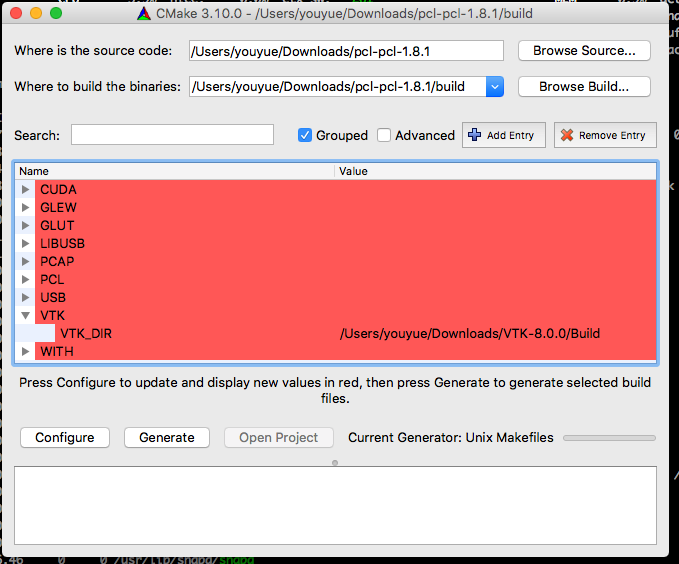 CMake 3.10.0 - /Users/youyue/Downloads/pcl-pcl-1.8.1/build
Where is the source code: /Users/youyue/Downloads/pcl-pcl-1.8.1 Browse Source...
Where to build the binaries: /Users/youyue/Downloads/pcl-pcl-1.8.1/build Browse Build...
Search: Grouped Advanced Add Entry Remove Entry
Name Value
CUDA
GLEW
GLUT
LIBUSB
PCAP
PCL
USB
VTK
VTK_DIR /Users/youyue/Downloads/VTK-8.0.0/Build
WITH
Press Configure to update and display new values in red, then press Generate to generate selected build
files.
Configure Generate Open Project Current Generator: Unix Makefiles